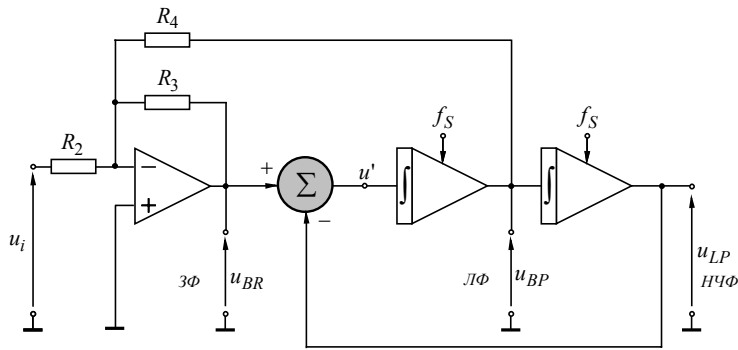 R4
R3
fS
fS
R2
−
+
+
Σ
−
u'
∫
∫
ui
ЗФ
uBR
ЛФ
uBP
uLP
НЧФ